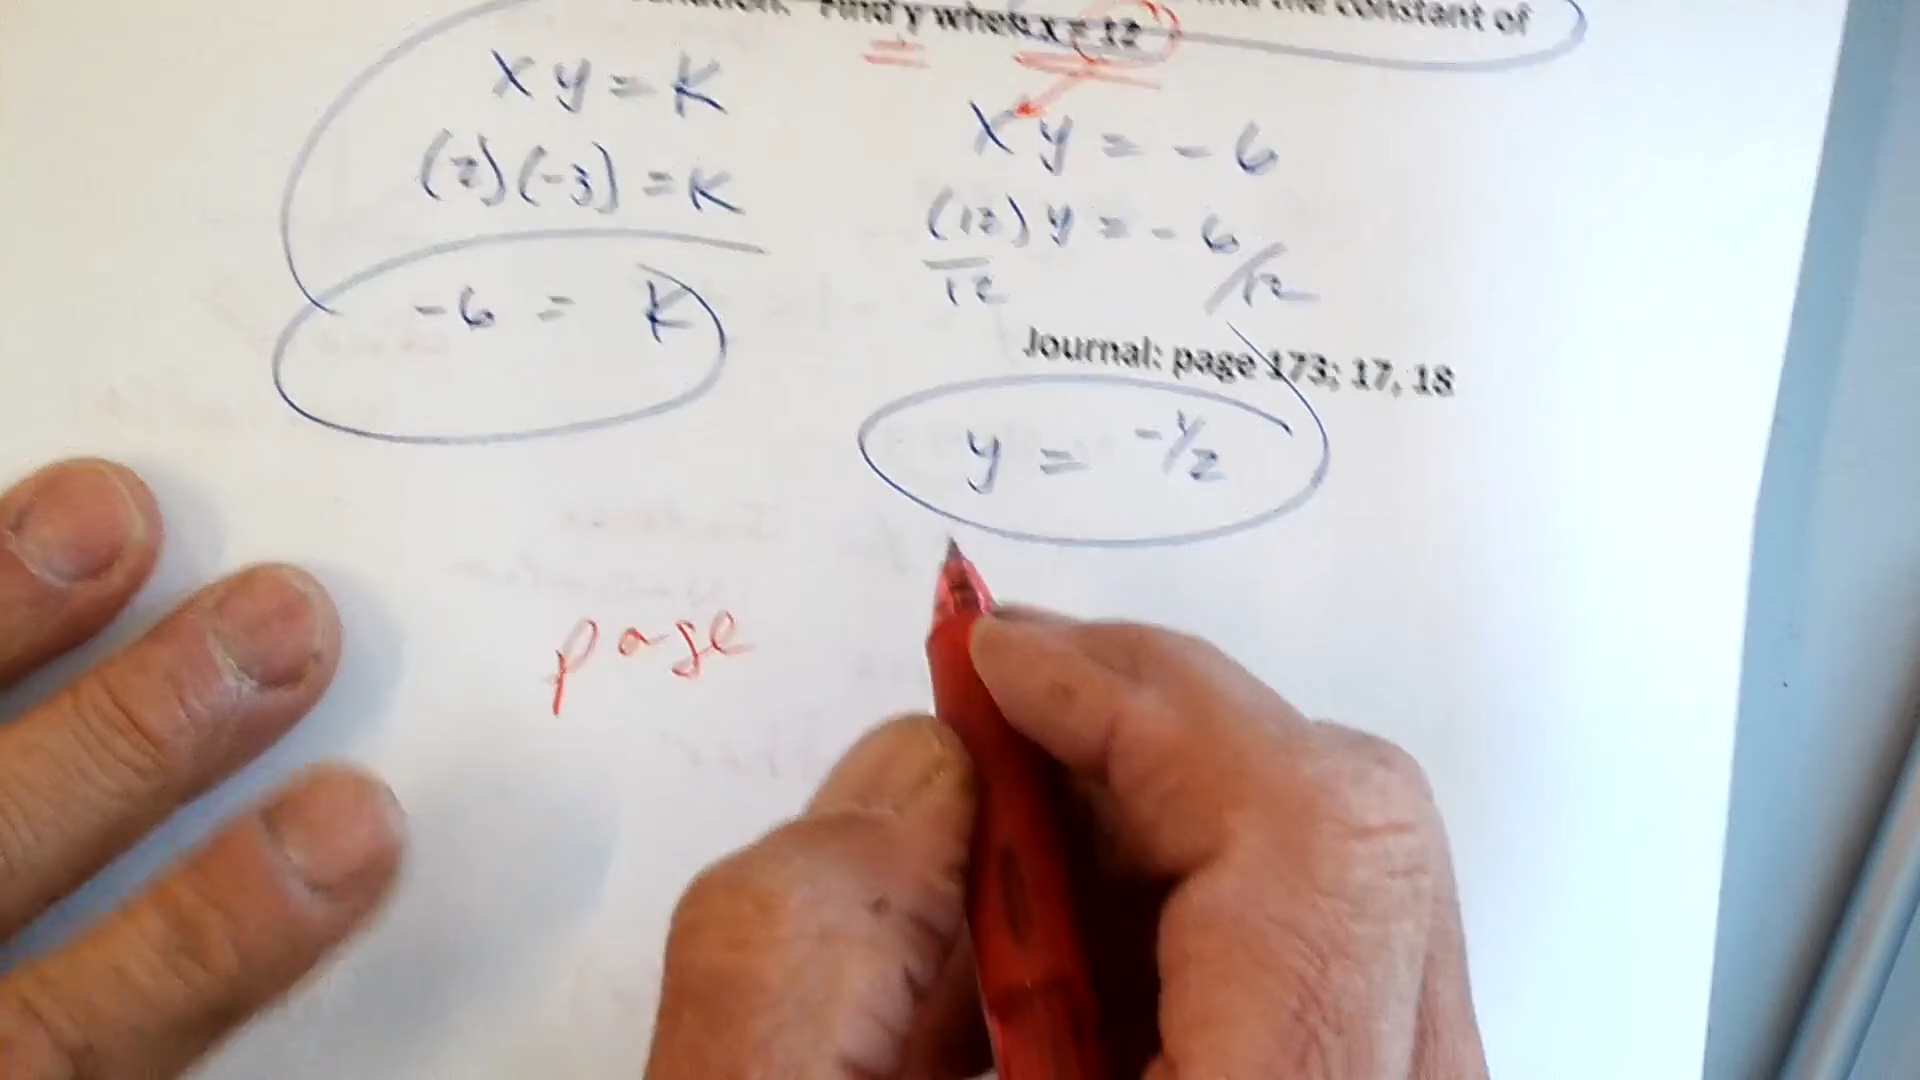 Find y when x = 12 the constant of
xy = K
(2)(-3) = K
-6 = K
xy = -6
(12) y = -6/12
12
Journal: page 173; 17, 18
y = -1/2
page